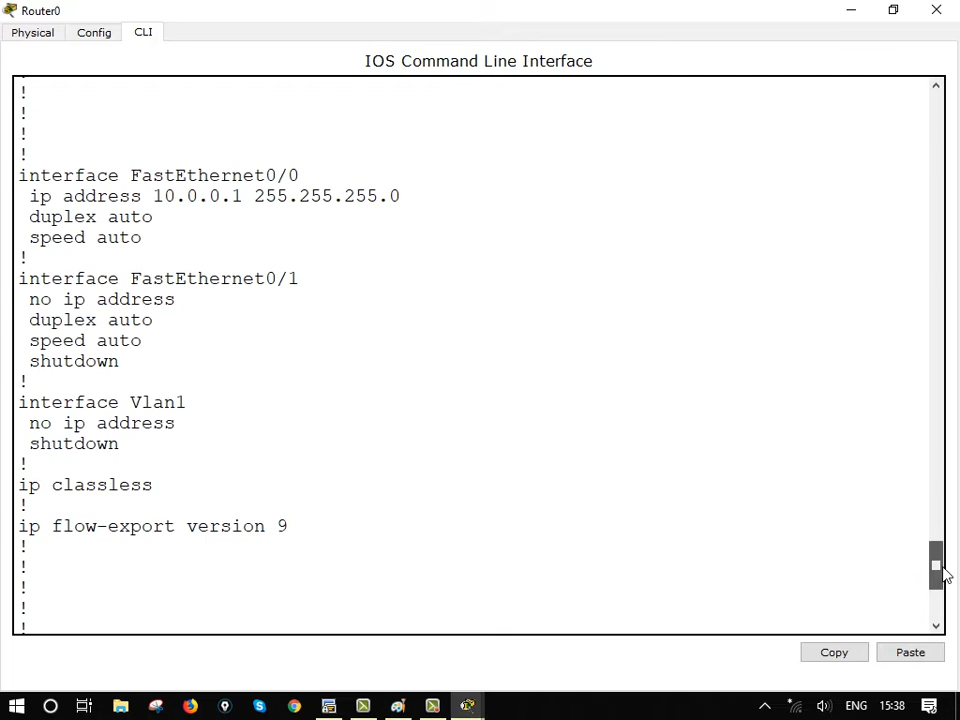 Router0
Physical
Config
CLI
IOS Command Line Interface
!
!
!
!
interface FastEthernet0/0
ip address 10.0.0.1 255.255.255.0
duplex auto
speed auto
!
interface FastEthernet0/1
no ip address
duplex auto
speed auto
shutdown
!
interface Vlan1
no ip address
shutdown
!
ip classless
!
ip flow-export version 9
!
!
!
!
!
Copy
Paste
ENG
15:38